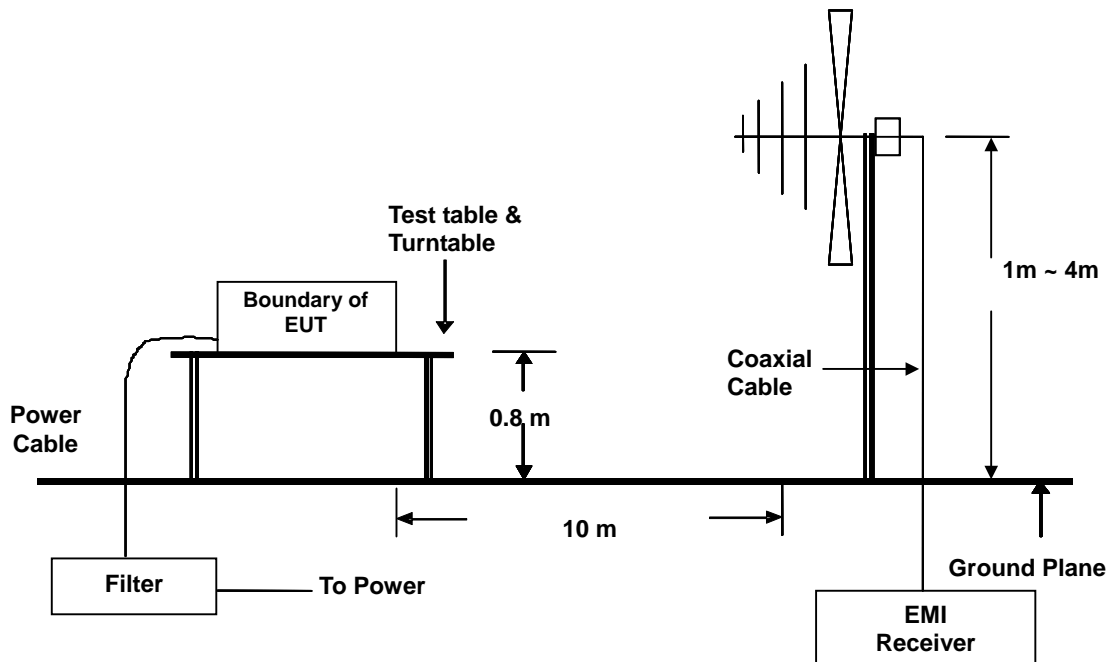 Test table &
Turntable
Boundary of
EUT
1m ~ 4m
Coaxial
Cable
0.8 m
Power
Cable
10 m
Filter
To Power
Ground Plane
EMI
Receiver